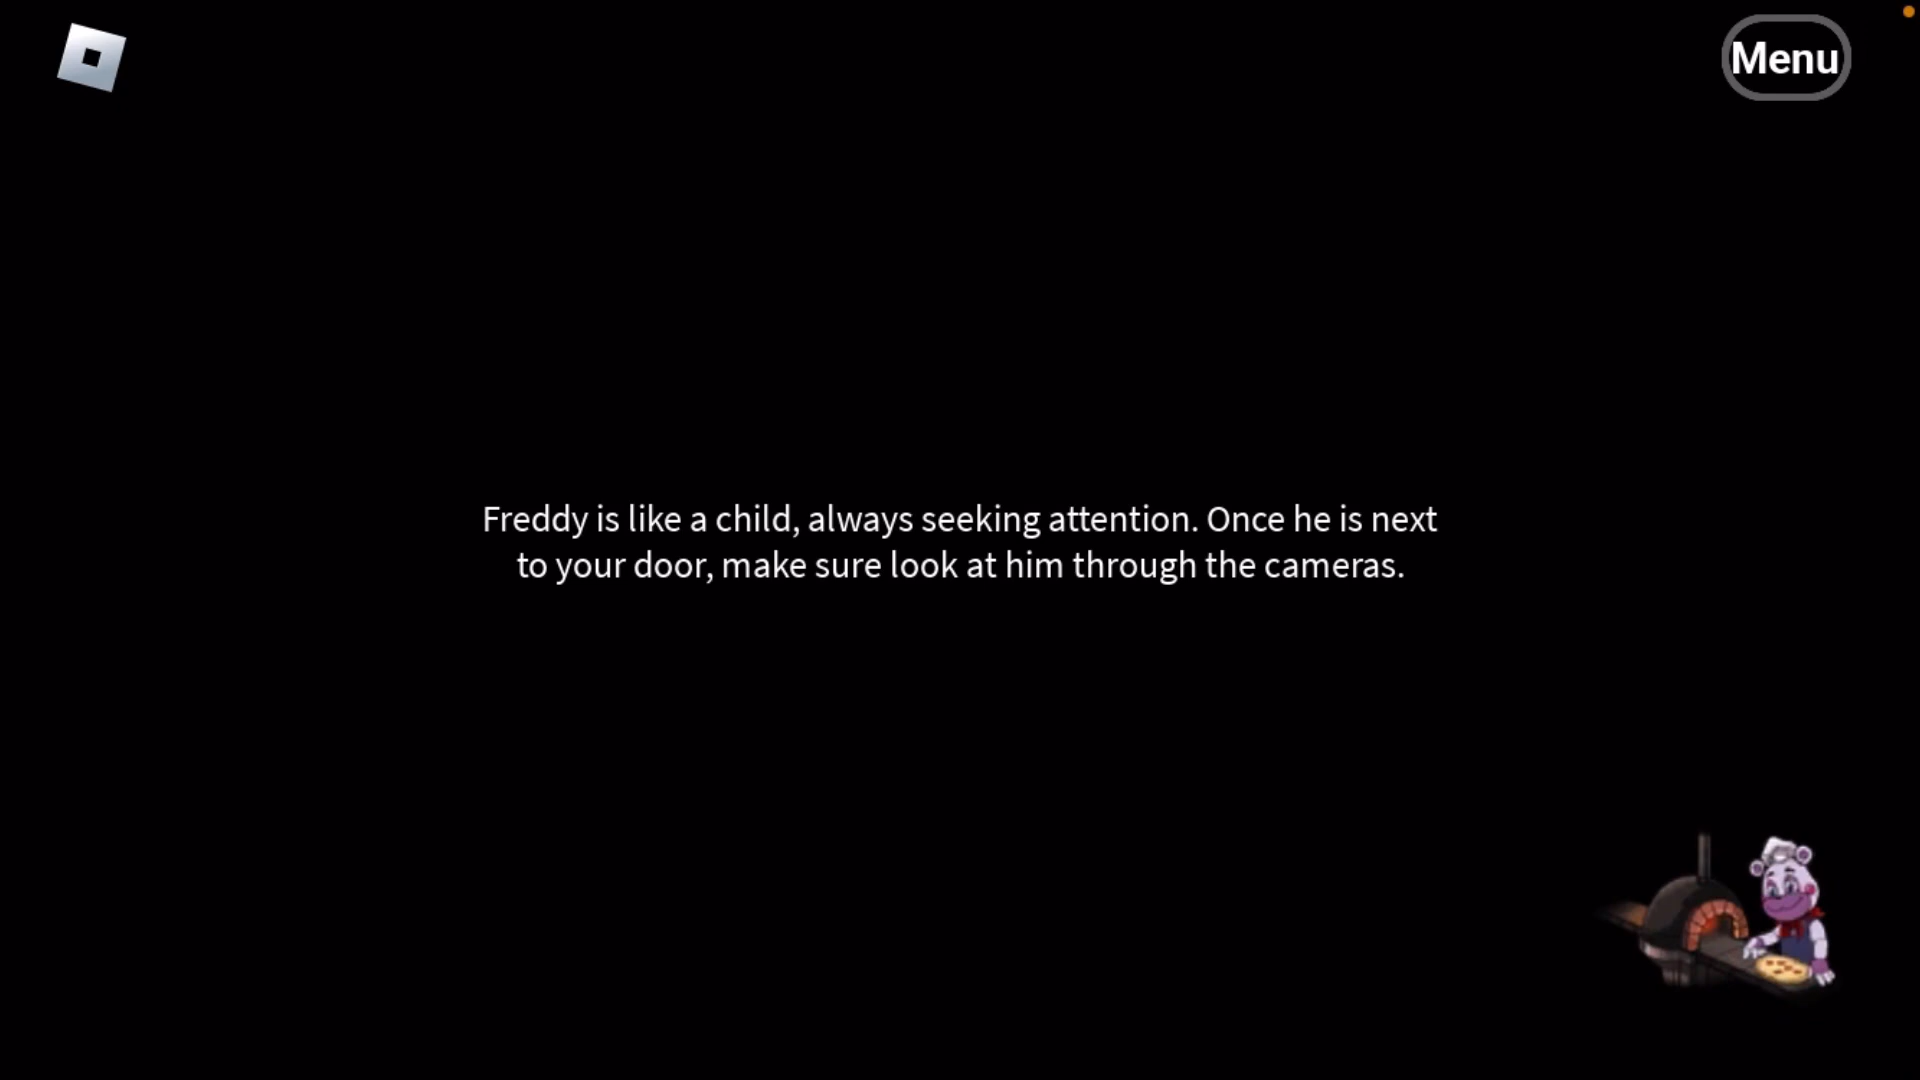 Menu
Freddy is like a child, always seeking attention. Once he is next
to your door, make sure look at him through the cameras.